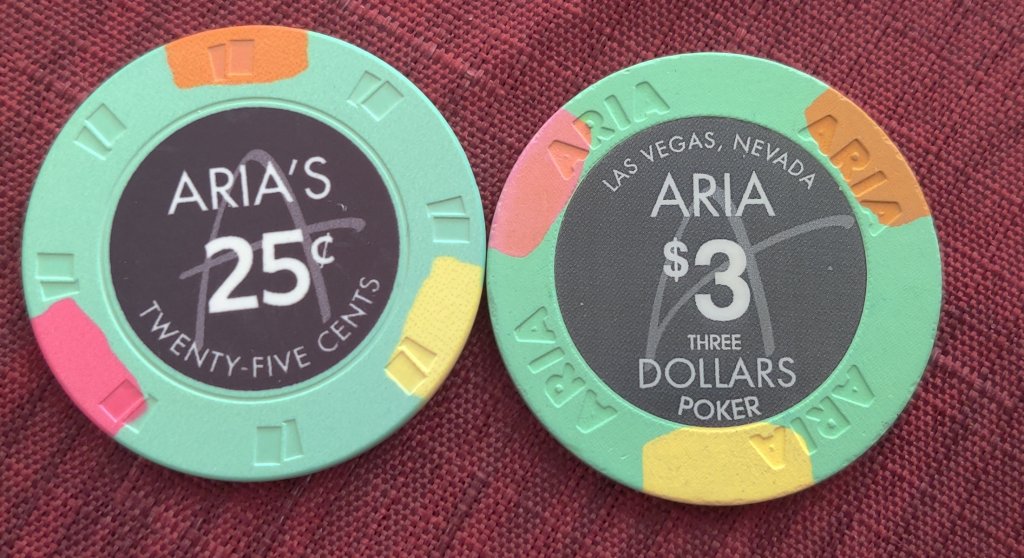 ARIA'S
25¢
TWENTY-FIVE CENTS
ARIA
ARIA
ARIA
ARIA
LAS VEGAS, NEVADA
ARIA
$3
THREE
DOLLARS
POKER